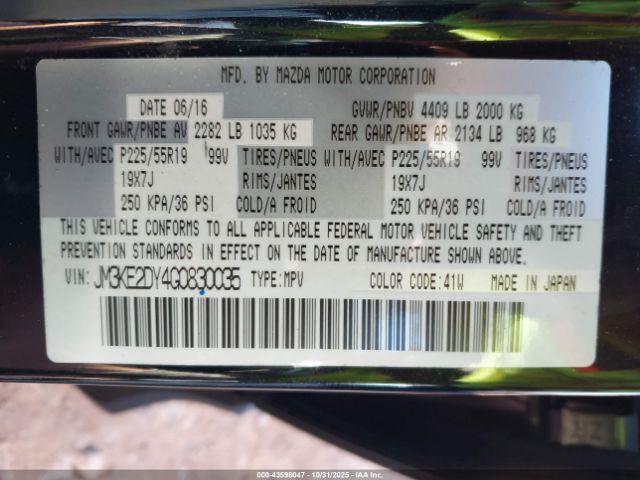 MFD. BY MAZDA MOTOR CORPORATION
DATE 06/16 GVWR/PNBV 4409 LB 2000 KG
FRONT GAWR/PNBE AV 2282 LB 1035 KG REAR GAWR/PNBE AR 2134 LB 968 KG
WITH/AVEC P225/55R19 99V TIRES/PNEUS WITH/AVEC P225/55R19 99V TIRES/PNEUS
19X7J RIMS/JANTES 19X7J RIMS/JANTES
250 KPA/36 PSI COLD/A FROID 250 KPA/36 PSI COLD/A FROID
THIS VEHICLE CONFORMS TO ALL APPLICABLE FEDERAL MOTOR VEHICLE SAFETY AND THEFT
PREVENTION STANDARDS IN EFFECT ON THE DATE OF MANUFACTURE SHOWN ABOVE.
VIN: JM3KE2DY4G0830035 TYPE: MPV COLOR CODE: 41W MADE IN JAPAN
000-43598047 - 10/31/2025 - IAAI.COM